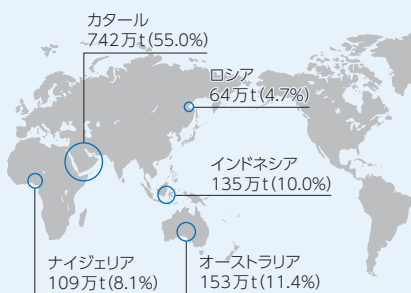 カタール
742万t(55.0%)
ロシア
64万t(4.7%)
インドネシア
135万t(10.0%)
ナイジェリア
109万t(8.1%)
オーストラリア
153万t(11.4%)